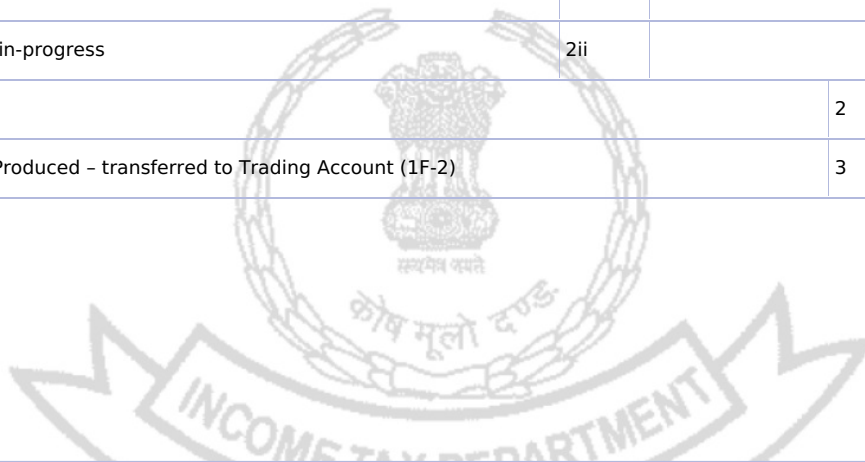 in-progress 2ii
2
Produced – transferred to Trading Account (1F-2) 3
सत्यमेव जयते
कोष मूलो दण्ड:
INCOME TAX DEPARTMENT